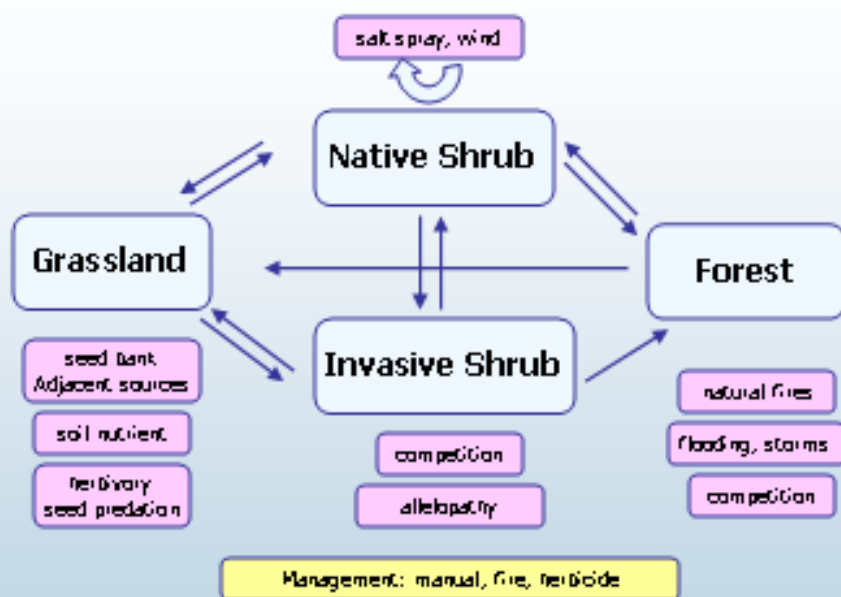 salt spray, wind
Native Shrub
Grassland
Forest
Invasive Shrub
seed bank
Adjacent sources
soil nutrient
herbivory
seed predation
competition
allelopathy
natural fires
flooding, storms
competition
Management: manual, fire, herbicide